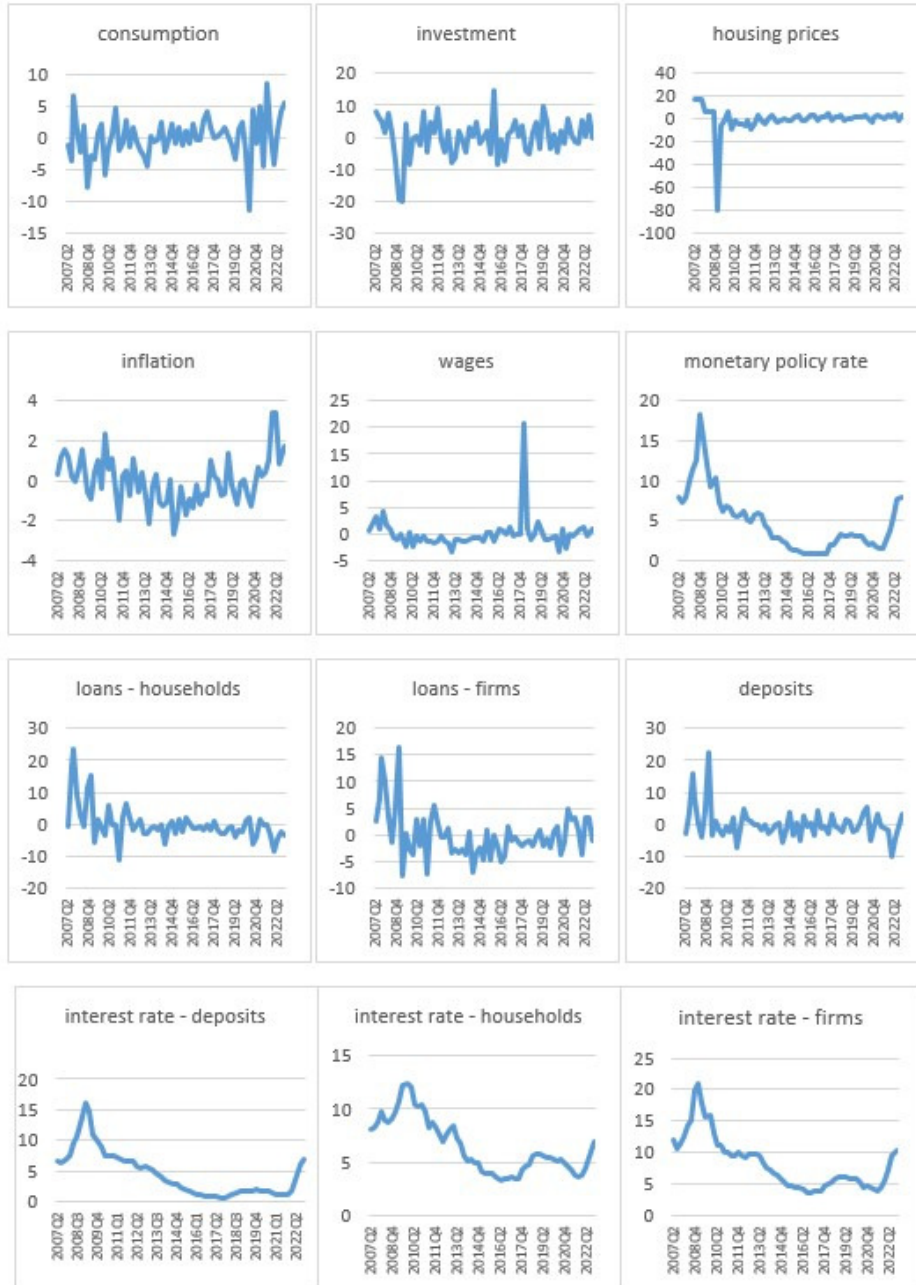 consumption
10
5
0
-5
-10
-15
2007Q2 2008Q4 2010Q2 2011Q4 2013Q2 2014Q4 2016Q2 2017Q4 2019Q2 2020Q4 2022Q2
investment
20
10
0
-10
-20
-30
2007Q2 2008Q4 2010Q2 2011Q4 2013Q2 2014Q4 2016Q2 2017Q4 2019Q2 2020Q4 2022Q2
housing prices
40
20
0
-20
-40
-60
-80
-100
2007Q2 2008Q4 2010Q2 2011Q4 2013Q2 2014Q4 2016Q2 2017Q4 2019Q2 2020Q4 2022Q2
inflation
4
2
0
-2
-4
2007Q2 2008Q4 2010Q2 2011Q4 2013Q2 2014Q4 2016Q2 2017Q4 2019Q2 2020Q4 2022Q2
wages
25
20
15
10
5
0
-5
2007Q2 2008Q4 2010Q2 2011Q4 2013Q2 2014Q4 2016Q2 2017Q4 2019Q2 2020Q4 2022Q2
monetary policy rate
20
15
10
5
0
2007Q2 2008Q4 2010Q2 2011Q4 2013Q2 2014Q4 2016Q2 2017Q4 2019Q2 2020Q4 2022Q2
loans - households
30
20
10
0
-10
-20
2007Q2 2008Q4 2010Q2 2011Q4 2013Q2 2014Q4 2016Q2 2017Q4 2019Q2 2020Q4 2022Q2
loans - firms
20
15
10
5
0
-5
-10
2007Q2 2008Q4 2010Q2 2011Q4 2013Q2 2014Q4 2016Q2 2017Q4 2019Q2 2020Q4 2022Q2
deposits
30
20
10
0
-10
-20
2007Q2 2008Q4 2010Q2 2011Q4 2013Q2 2014Q4 2016Q2 2017Q4 2019Q2 2020Q4 2022Q2
interest rate - deposits
20
15
10
5
0
2007Q2 2008Q3 2009Q4 2011Q1 2012Q2 2013Q3 2014Q4 2016Q1 2017Q2 2018Q3 2019Q4 2021Q1 2022Q2
interest rate - households
15
10
5
0
2007Q2 2008Q4 2010Q2 2011Q4 2013Q2 2014Q4 2016Q2 2017Q4 2019Q2 2020Q4 2022Q2
interest rate - firms
25
20
15
10
5
0
2007Q2 2008Q4 2010Q2 2011Q4 2013Q2 2014Q4 2016Q2 2017Q4 2019Q2 2020Q4 2022Q2